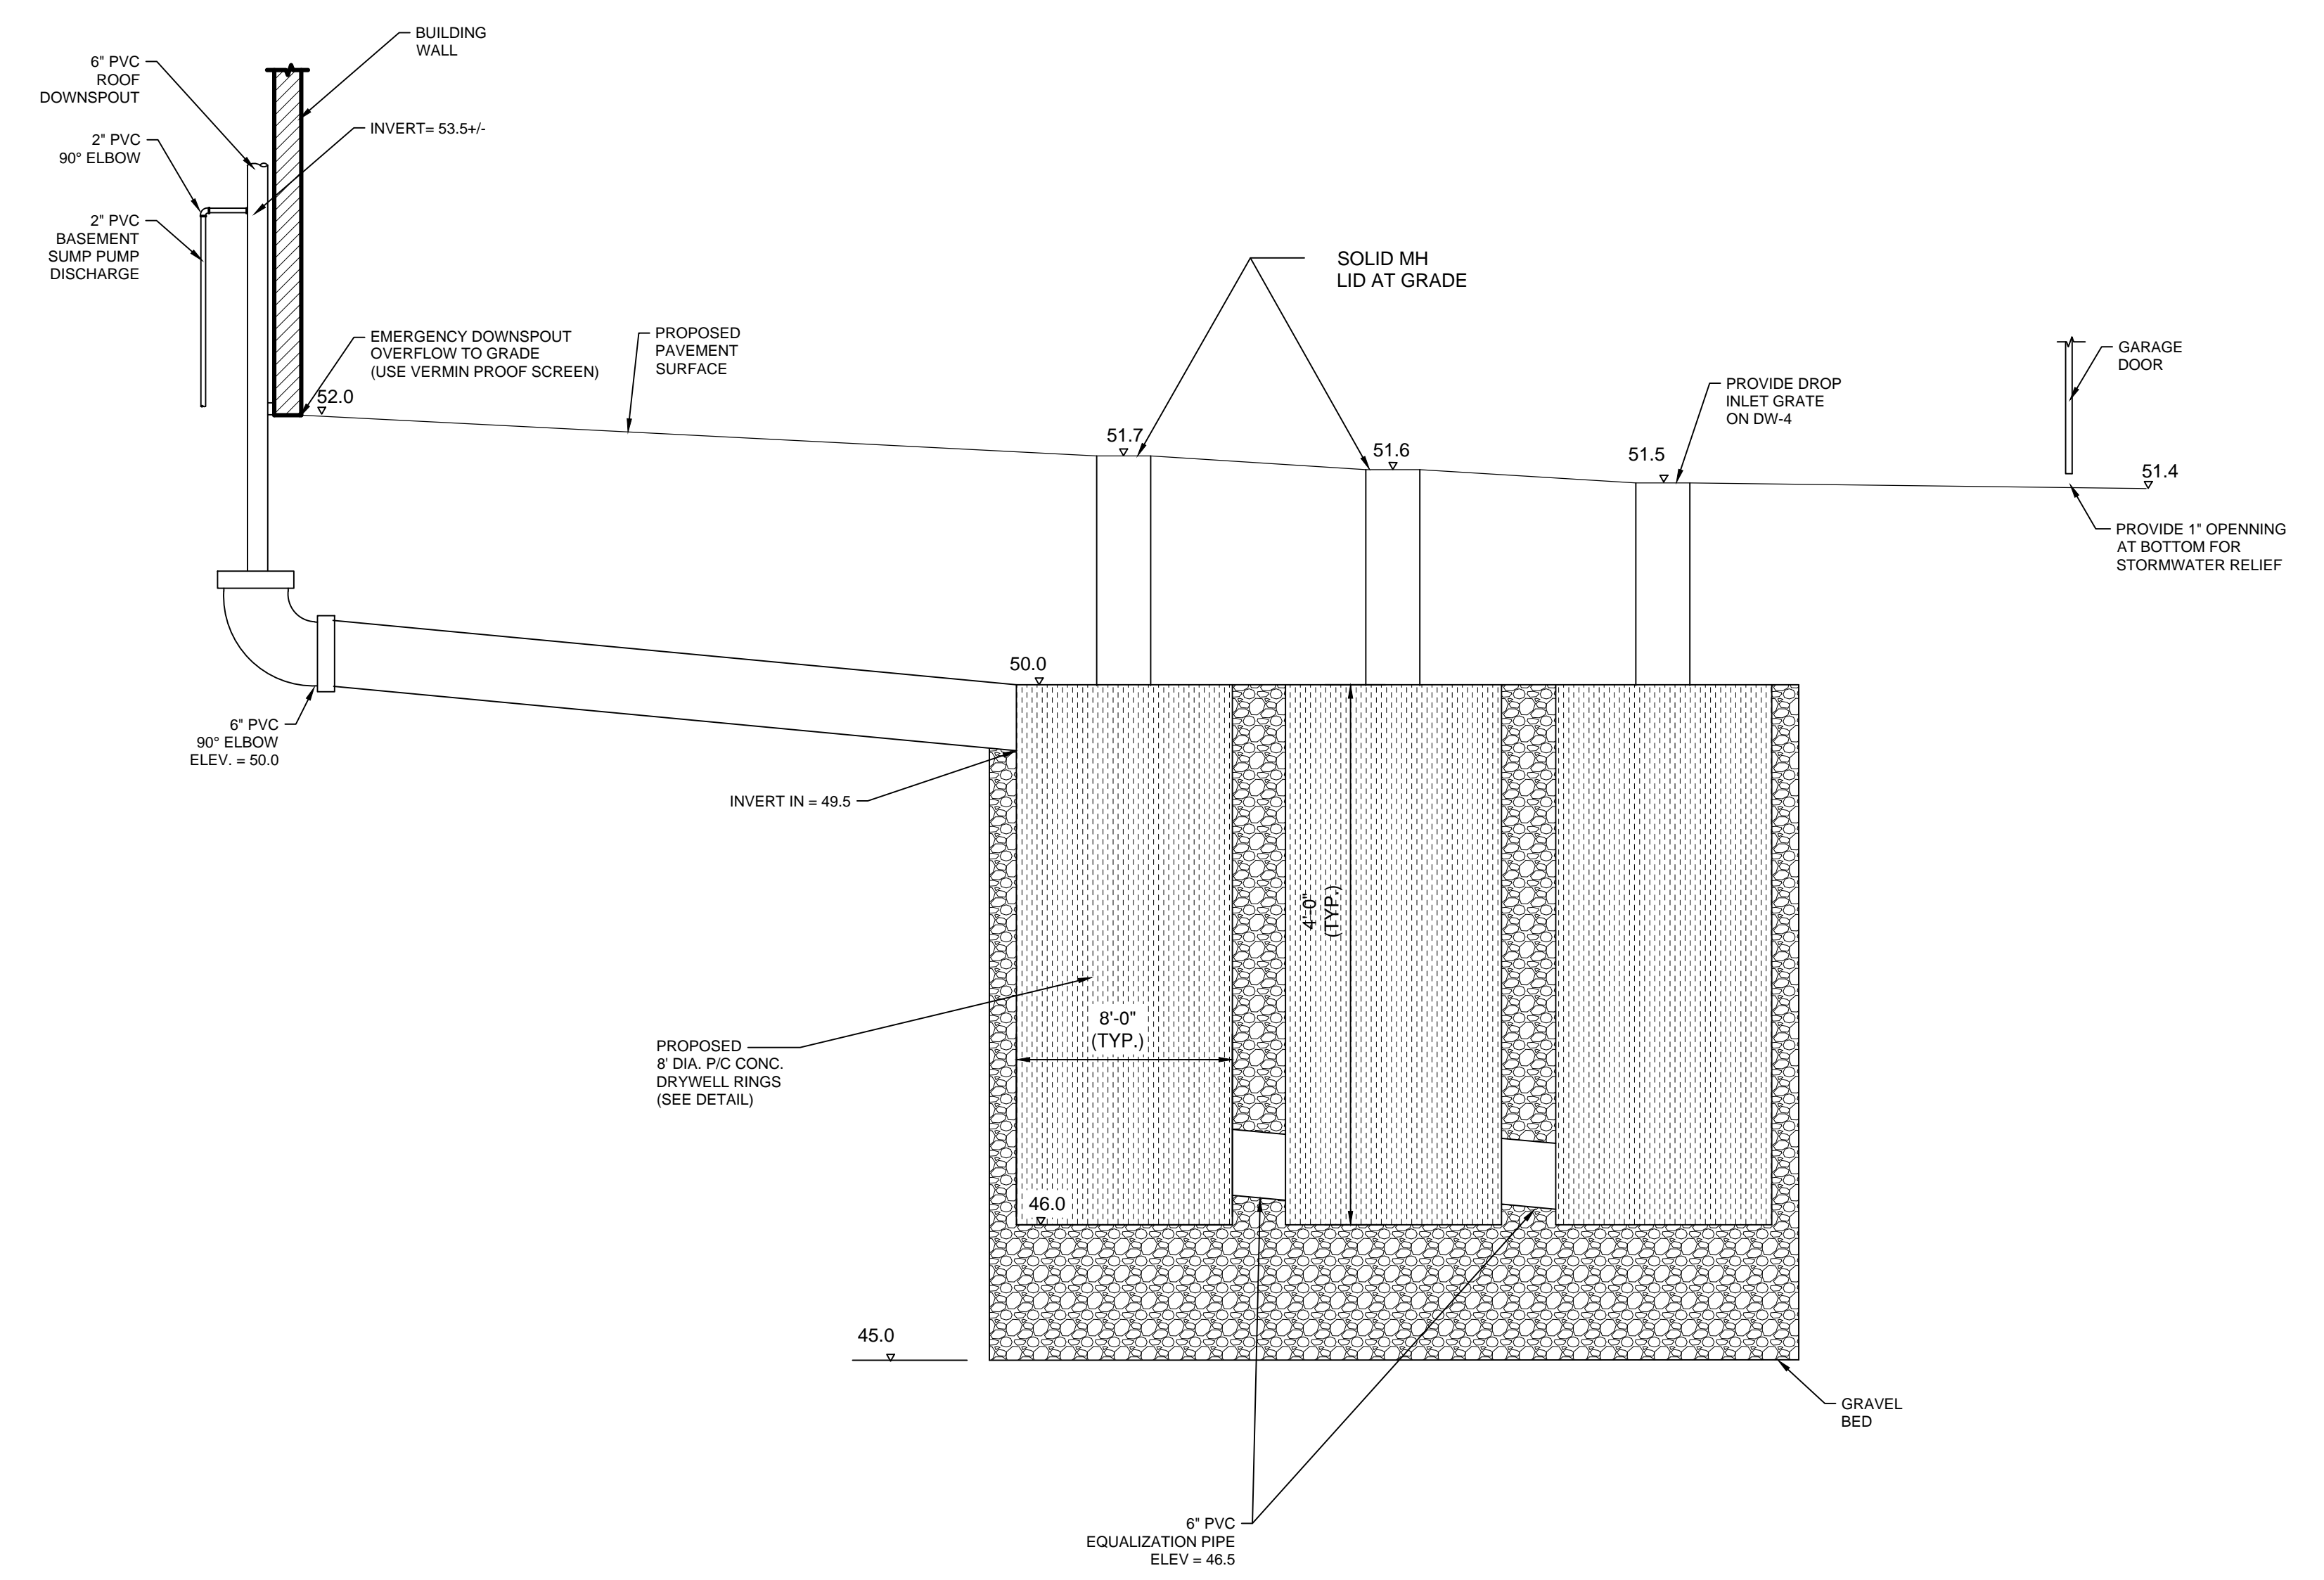 BUILDING
WALL
6" PVC
ROOF
DOWNSPOUT
INVERT= 53.5+/-
2" PVC
90° ELBOW
2" PVC
BASEMENT
SUMP PUMP
DISCHARGE
SOLID MH
LID AT GRADE
EMERGENCY DOWNSPOUT
OVERFLOW TO GRADE
(USE VERMIN PROOF SCREEN)
52.0
PROPOSED
PAVEMENT
SURFACE
GARAGE
DOOR
PROVIDE DROP
INLET GRATE
ON DW-4
51.7
51.6
51.5
51.4
PROVIDE 1" OPENNING
AT BOTTOM FOR
STORMWATER RELIEF
50.0
6" PVC
90° ELBOW
ELEV. = 50.0
INVERT IN = 49.5
4'-0"
(TYP.)
8'-0"
(TYP.)
PROPOSED
8' DIA. P/C CONC.
DRYWELL RINGS
(SEE DETAIL)
46.0
45.0
GRAVEL
BED
6" PVC
EQUALIZATION PIPE
ELEV = 46.5